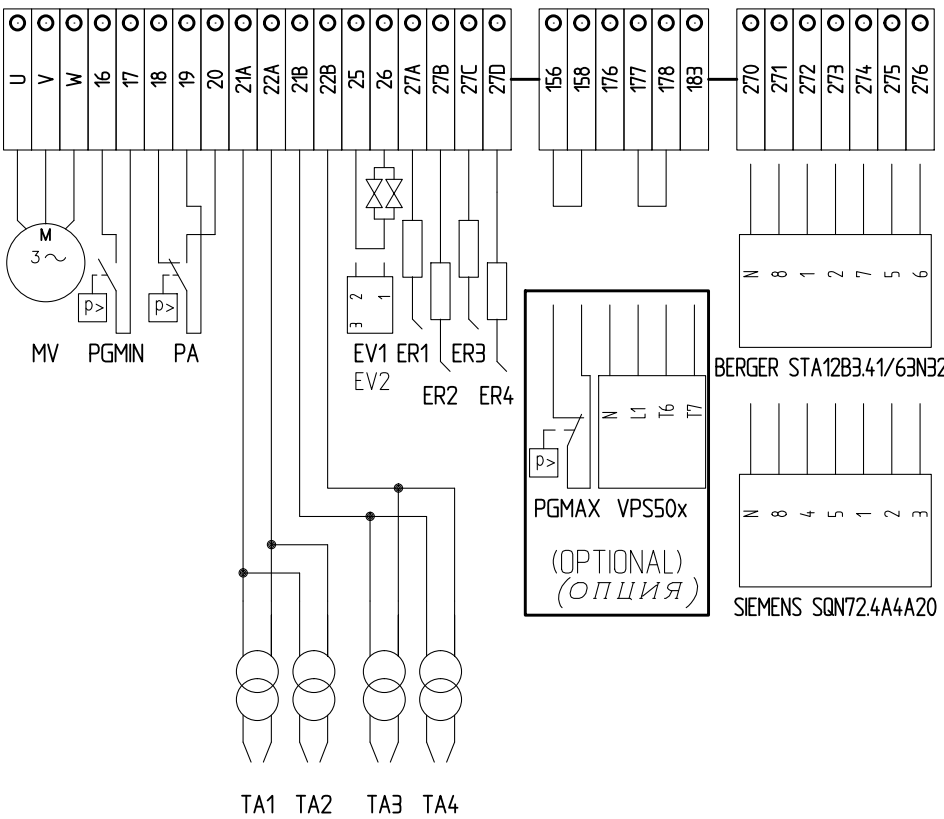 U V W 16 17 18 19 20 21A 22A 21B 22B 25 26 27A 27B 27C 27D 156 158 176 177 178 183 270 271 272 273 274 275 276
M
3~
p>
p>
2 1
3
MV PGMIN PA EV1 ER1 ER3
EV2 ER2 ER4
N 8 1 2 7 5 6
BERGER STA12B3.41/63N32
p>
N L1 T6 T7
PGMAX VPS50x
(OPTIONAL)
(ОПЦИЯ)
N 8 4 5 1 2 3
SIEMENS SQN72.4A4A20
TA1 TA2 TA3 TA4